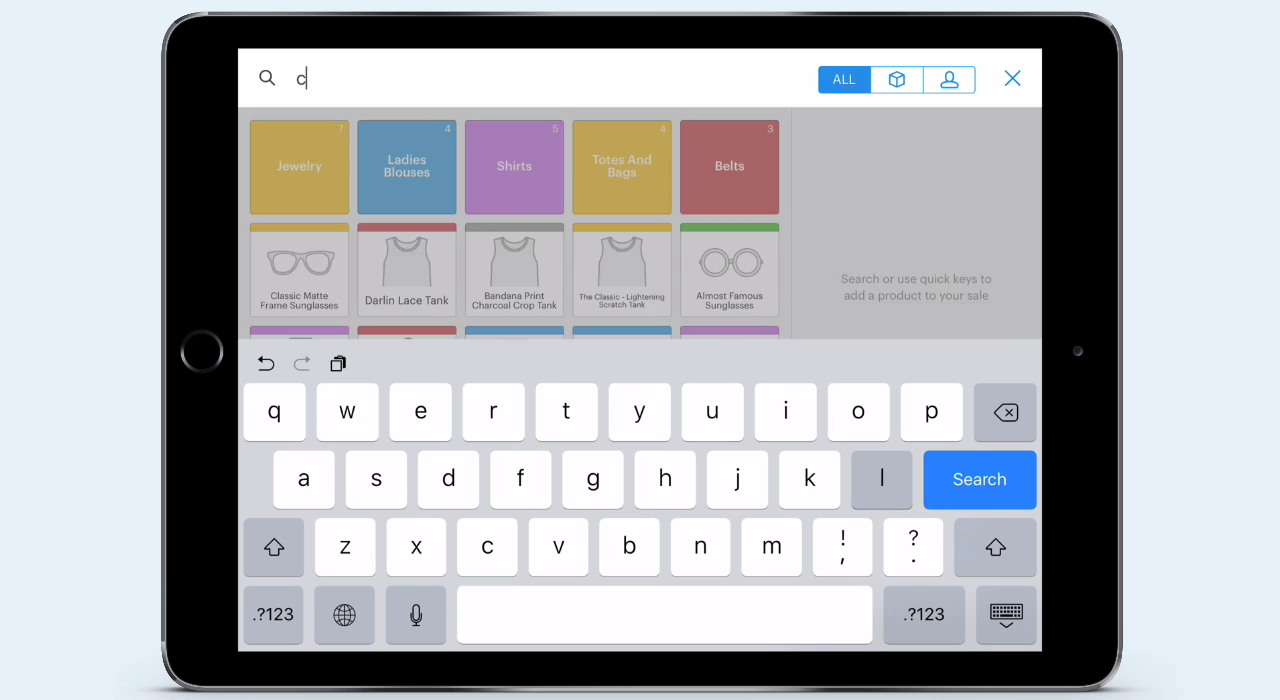 c
ALL
7
4
5
4
3
Jewelry
Ladies
Blouses
Shirts
Totes And
Bags
Belts
Classic Matte
Frame Sunglasses
Darlin Lace Tank
Bandana Print
Charcoal Crop Tank
The Classic - Lightening
Scratch Tank
Almost Famous
Sunglasses
Search or use quick keys to
add a product to your sale
q w e r t y u i o p
a s d f g h j k l Search
z x c v b n m ! , ? .
.?123 .?123